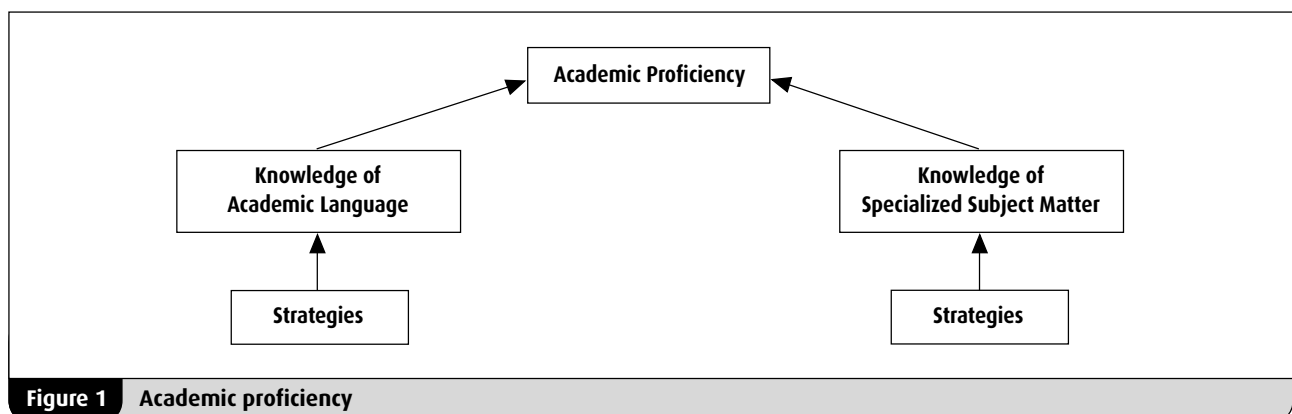 Academic Proficiency
Knowledge of
Academic Language
Knowledge of
Specialized Subject Matter
Strategies
Strategies
Figure 1 Academic proficiency